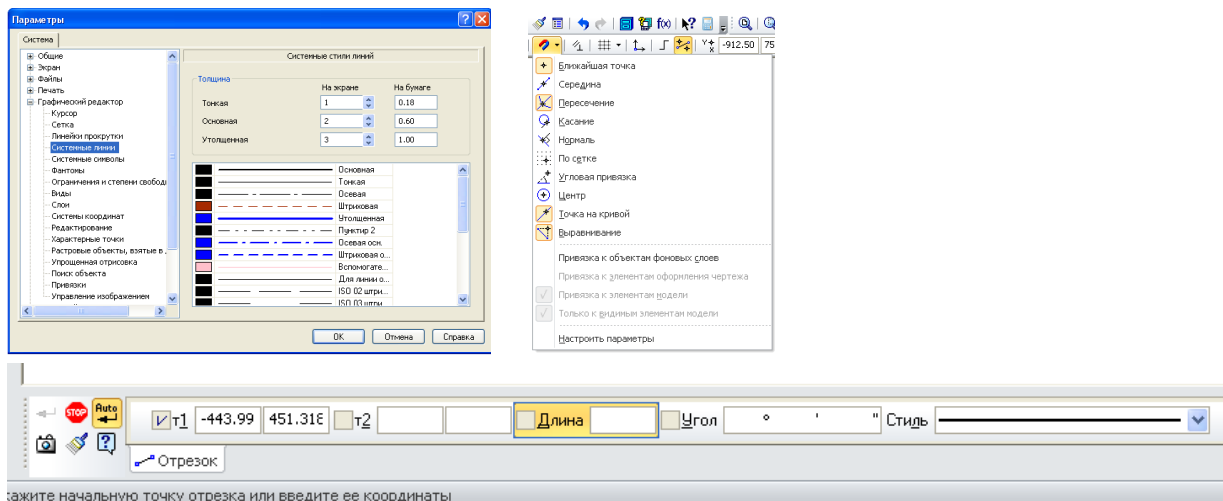 Параметры
Система
Общие
Экран
Файлы
Печать
Графический редактор
Курсор
Сетка
Линейки прокрутки
Системные линии
Системные символы
Фантомы
Ограничения и степени свободы
Виды
Слои
Системы координат
Редактирование
Характерные точки
Растровые объекты, взятые в
Упрощенная отрисовка
Поиск объекта
Привязки
Управление изображением
Системные стили линий
Толщина
На экране На бумаге
Тонкая 1 0.18
Основная 2 0.60
Утолщенная 3 1.00
Основная
Тонкая
Осевая
Штриховая
Утолщенная
Пунктир 2
Осевая осн.
Штриховая о...
Вспомогате...
Для линии о...
ISO 02 штри...
ISO 03 штри...
OK Отмена Справка
f(x)
-912.50 75
Ближайшая точка
Середина
Пересечение
Касание
Нормаль
По сетке
Угловая привязка
Центр
Точка на кривой
Выравнивание
Привязка к объектам фоновых слоев
Привязка к элементам оформления чертежа
Привязка к элементам модели
Только к видимым элементам модели
Настроить параметры
STOP Auto
т1 -443.99 451.318 т2 Длина Угол ° ' " Стиль
Отрезок
кажите начальную точку отрезка или введите ее координаты